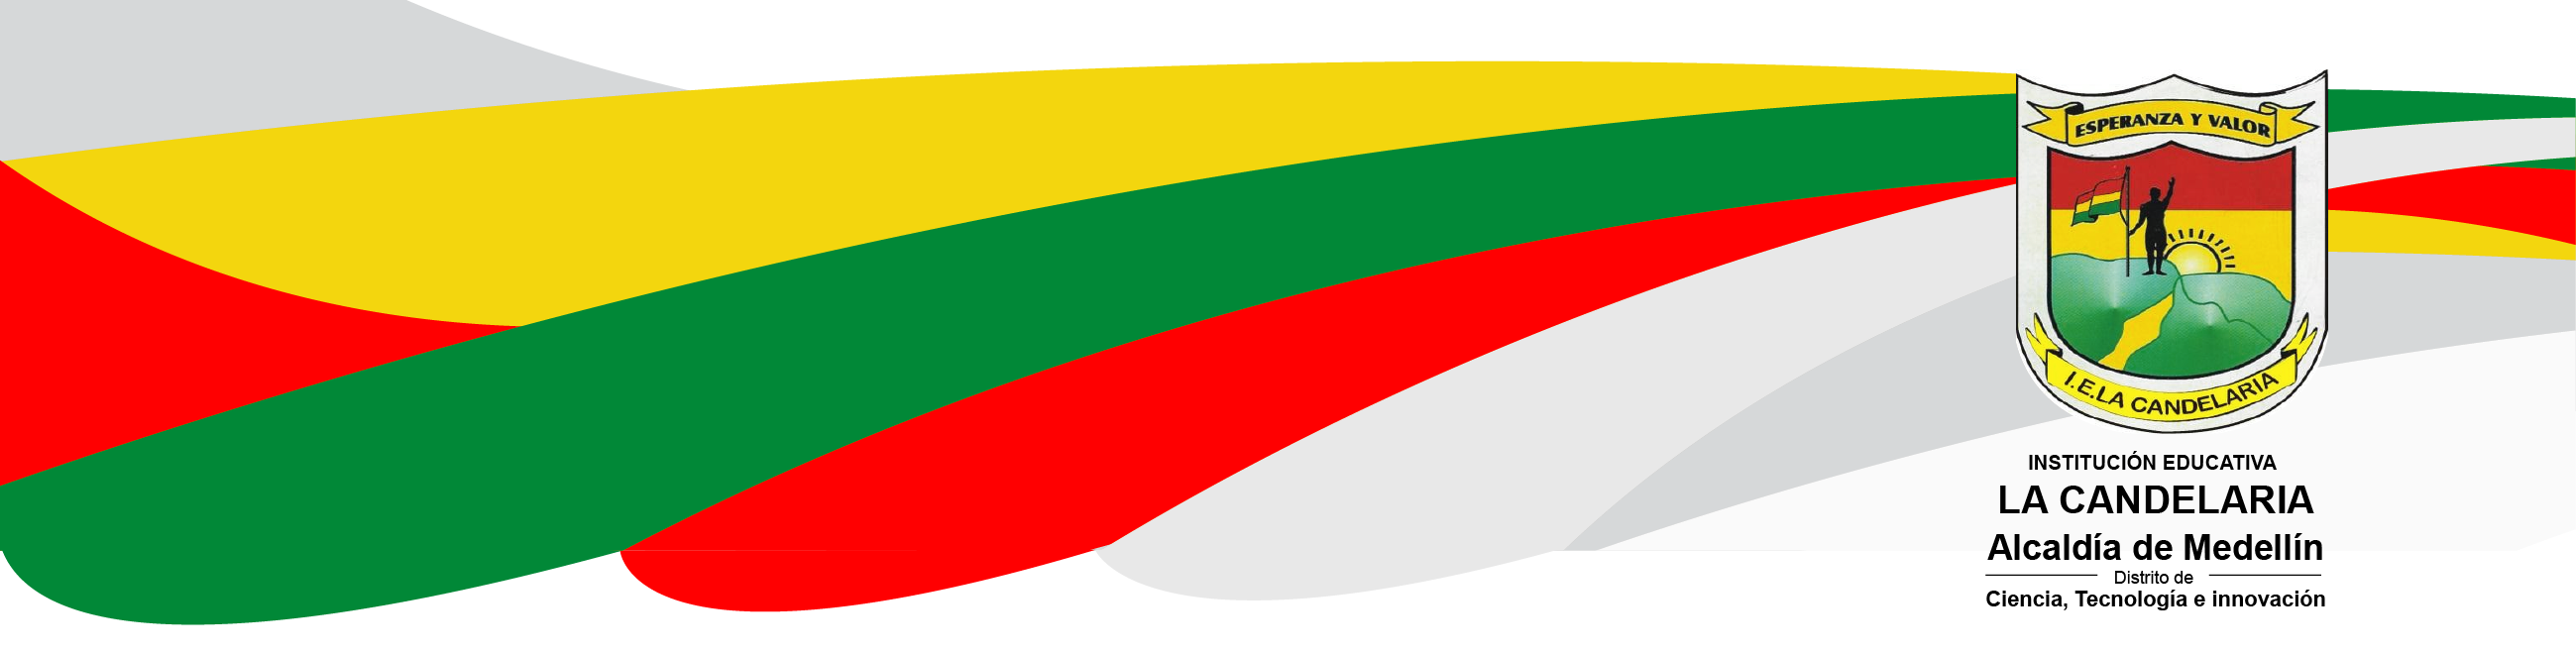 ESPERANZA Y VALOR
I.E.LA CANDELARIA
INSTITUCIÓN EDUCATIVA
LA CANDELARIA
Alcaldía de Medellín
Distrito de
Ciencia, Tecnología e innovación